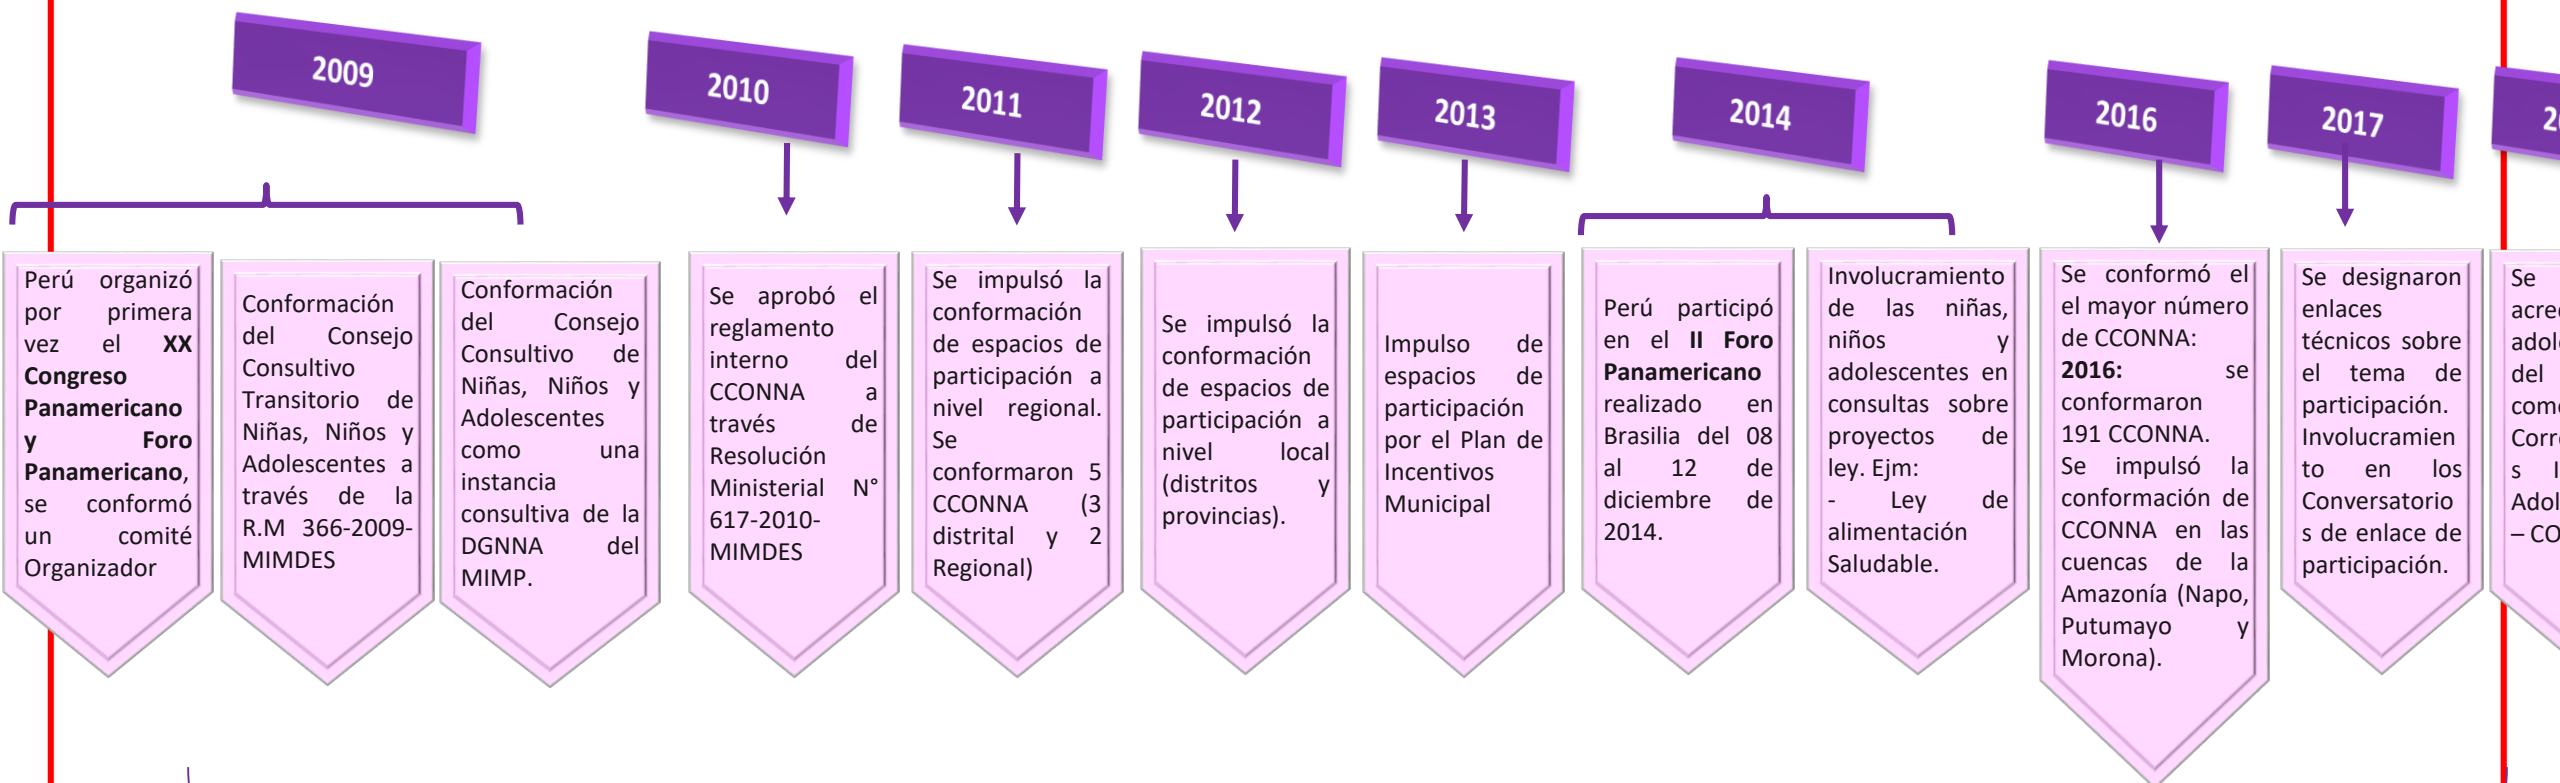 2009
Perú organizó
por primera
vez el XX
Congreso
Panamericano
y Foro
Panamericano,
se conformó
un comité
Organizador
Conformación
del Consejo
Consultivo
Transitorio de
Niñas, Niños y
Adolescentes a
través de la
R.M 366-2009-
MIMDES
Conformación
del Consejo
Consultivo de
Niñas, Niños y
Adolescentes
como una
instancia
consultiva de la
DGNNA del
MIMP.
2010
Se aprobó el
reglamento
interno del
CCONNA a
través de
Resolución
Ministerial N°
617-2010-
MIMDES
2011
Se impulsó la
conformación
de espacios de
participación a
nivel regional.
Se
conformaron 5
CCONNA (3
distrital y 2
Regional)
2012
Se impulsó la
conformación
de espacios de
participación a
nivel local
(distritos y
provincias).
2013
Impulso de
espacios de
participación
por el Plan de
Incentivos
Municipal
2014
Perú participó
en el II Foro
Panamericano
realizado en
Brasilia del 08
al 12 de
diciembre de
2014.
Involucramiento
de las niñas,
niños y
adolescentes en
consultas sobre
proyectos de
ley. Ejm:
- Ley de
alimentación
Saludable.
2016
Se conformó el
el mayor número
de CCONNA:
2016: se
conformaron
191 CCONNA.
Se impulsó la
conformación de
CCONNA en las
cuencas de la
Amazonía (Napo,
Putumayo y
Morona).
2017
Se designaron
enlaces
técnicos sobre
el tema de
participación.
Involucramien
to en los
Conversatorio
s de enlace de
participación.
Se
del
s